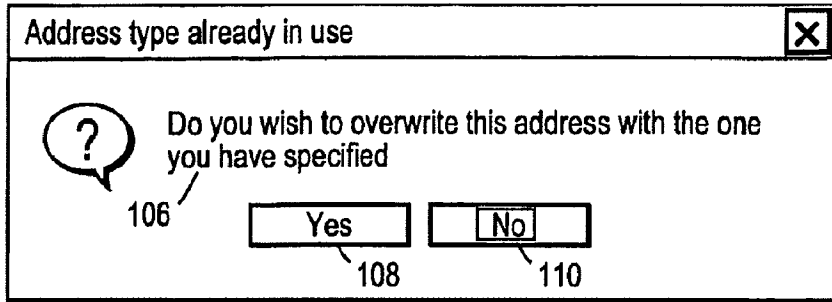 Address type already in use
Do you wish to overwrite this address with the one
you have specified
106
Yes
No
108
110